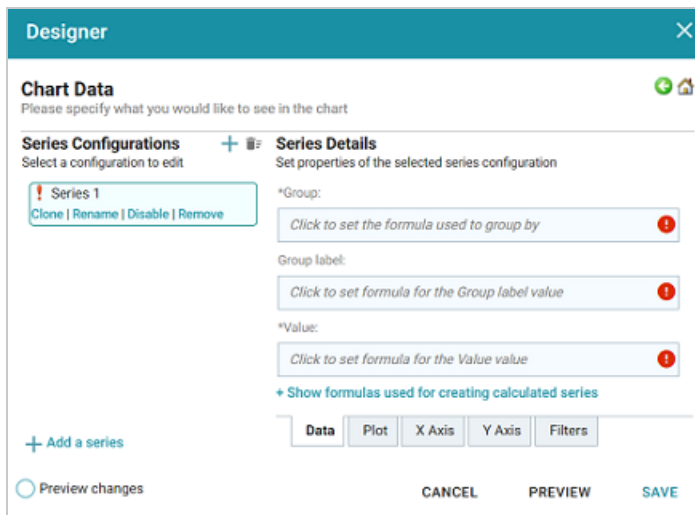 Designer
Chart Data
Please specify what you would like to see in the chart
Series Configurations
Select a configuration to edit
Series 1
Clone | Rename | Disable | Remove
+ Add a series
Series Details
Set properties of the selected series configuration
*Group:
Click to set the formula used to group by
Group label:
Click to set formula for the Group label value
*Value:
Click to set formula for the Value value
+ Show formulas used for creating calculated series
Data Plot X Axis Y Axis Filters
Preview changes
CANCEL PREVIEW SAVE